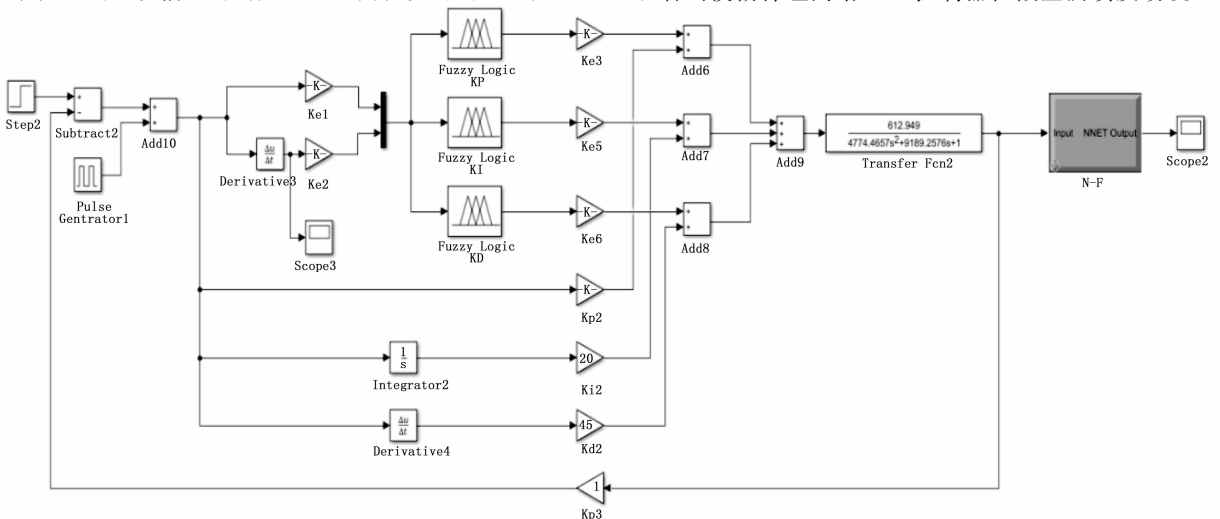 Step2
Subtract2
Add10
Pulse
Gentrator1
-K-
Ke1
Δu
Δt
Derivative3
-K-
Ke2
Scope3
Fuzzy Logic
KP
Fuzzy Logic
KI
Fuzzy Logic
KD
-K-
Ke3
-K-
Ke5
-K-
Ke6
Add6
Add7
Add8
Add9
612.949
4774.4657s²+9189.2576s+1
Transfer Fcn2
Input NNET Output
N-F
Scope2
-K-
Kp2
1
s
Integrator2
20
Ki2
Δu
Δt
Derivative4
45
Kd2
1
Kp3